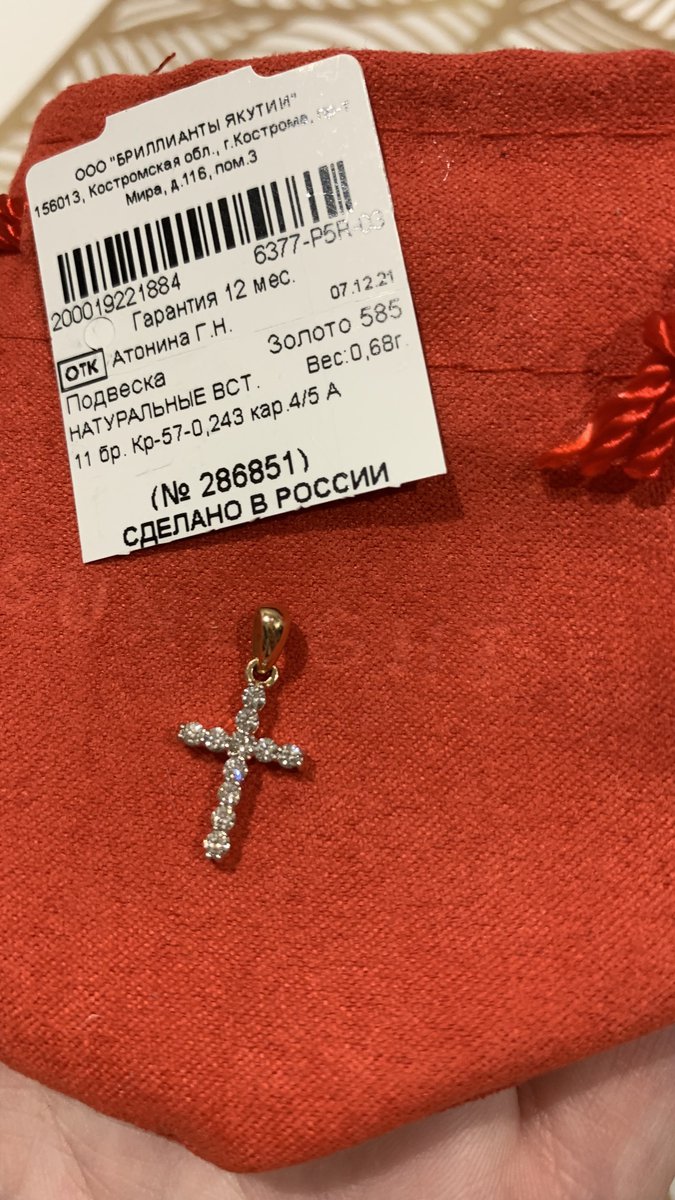 ООО "БРИЛЛИАНТЫ ЯКУТИИ"
156013, Костромская обл., г.Кострома, пр-т
Мира, д.116, пом.3
200019221884 6377-P5R-03
Гарантия 12 мес. 07.12.21
ОТК Атонина Г.Н. Золото 585
Подвеска Вес:0,68г.
НАТУРАЛЬНЫЕ ВСТ.
11 бр. Кр-57-0,243 кар.4/5 А
(№ 286851)
СДЕЛАНО В РОССИИ